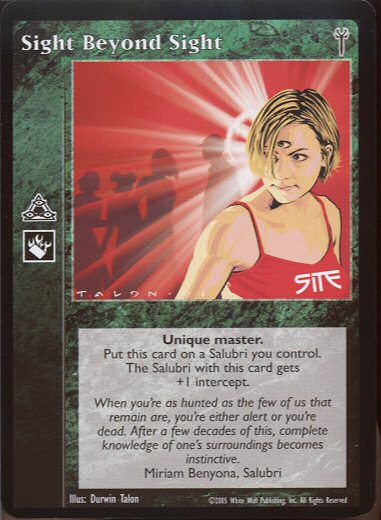 Sight Beyond Sight
SITE
TALON
Unique master.
Put this card on a Salubri you control.
The Salubri with this card gets
+1 intercept.
When you're as hunted as the few of us that
remain are, you're either alert or you're
dead. After a few decades of this, complete
knowledge of one's surroundings becomes
instinctive.
Miriam Benyona, Salubri
Illus: Durwin Talon
©2005 White Wolf Publishing, Inc. All Rights Reserved